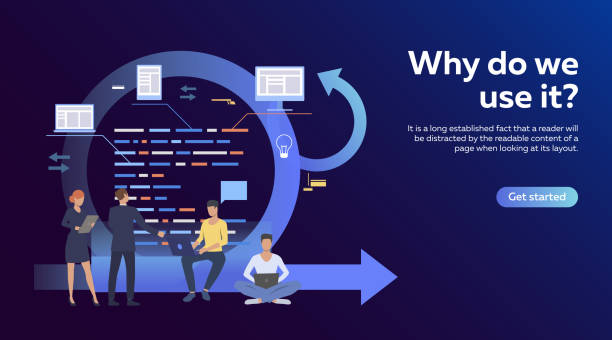 Why do we
use it?
It is a long established fact that a reader will
be distracted by the readable content of a
page when looking at its layout.
Get started